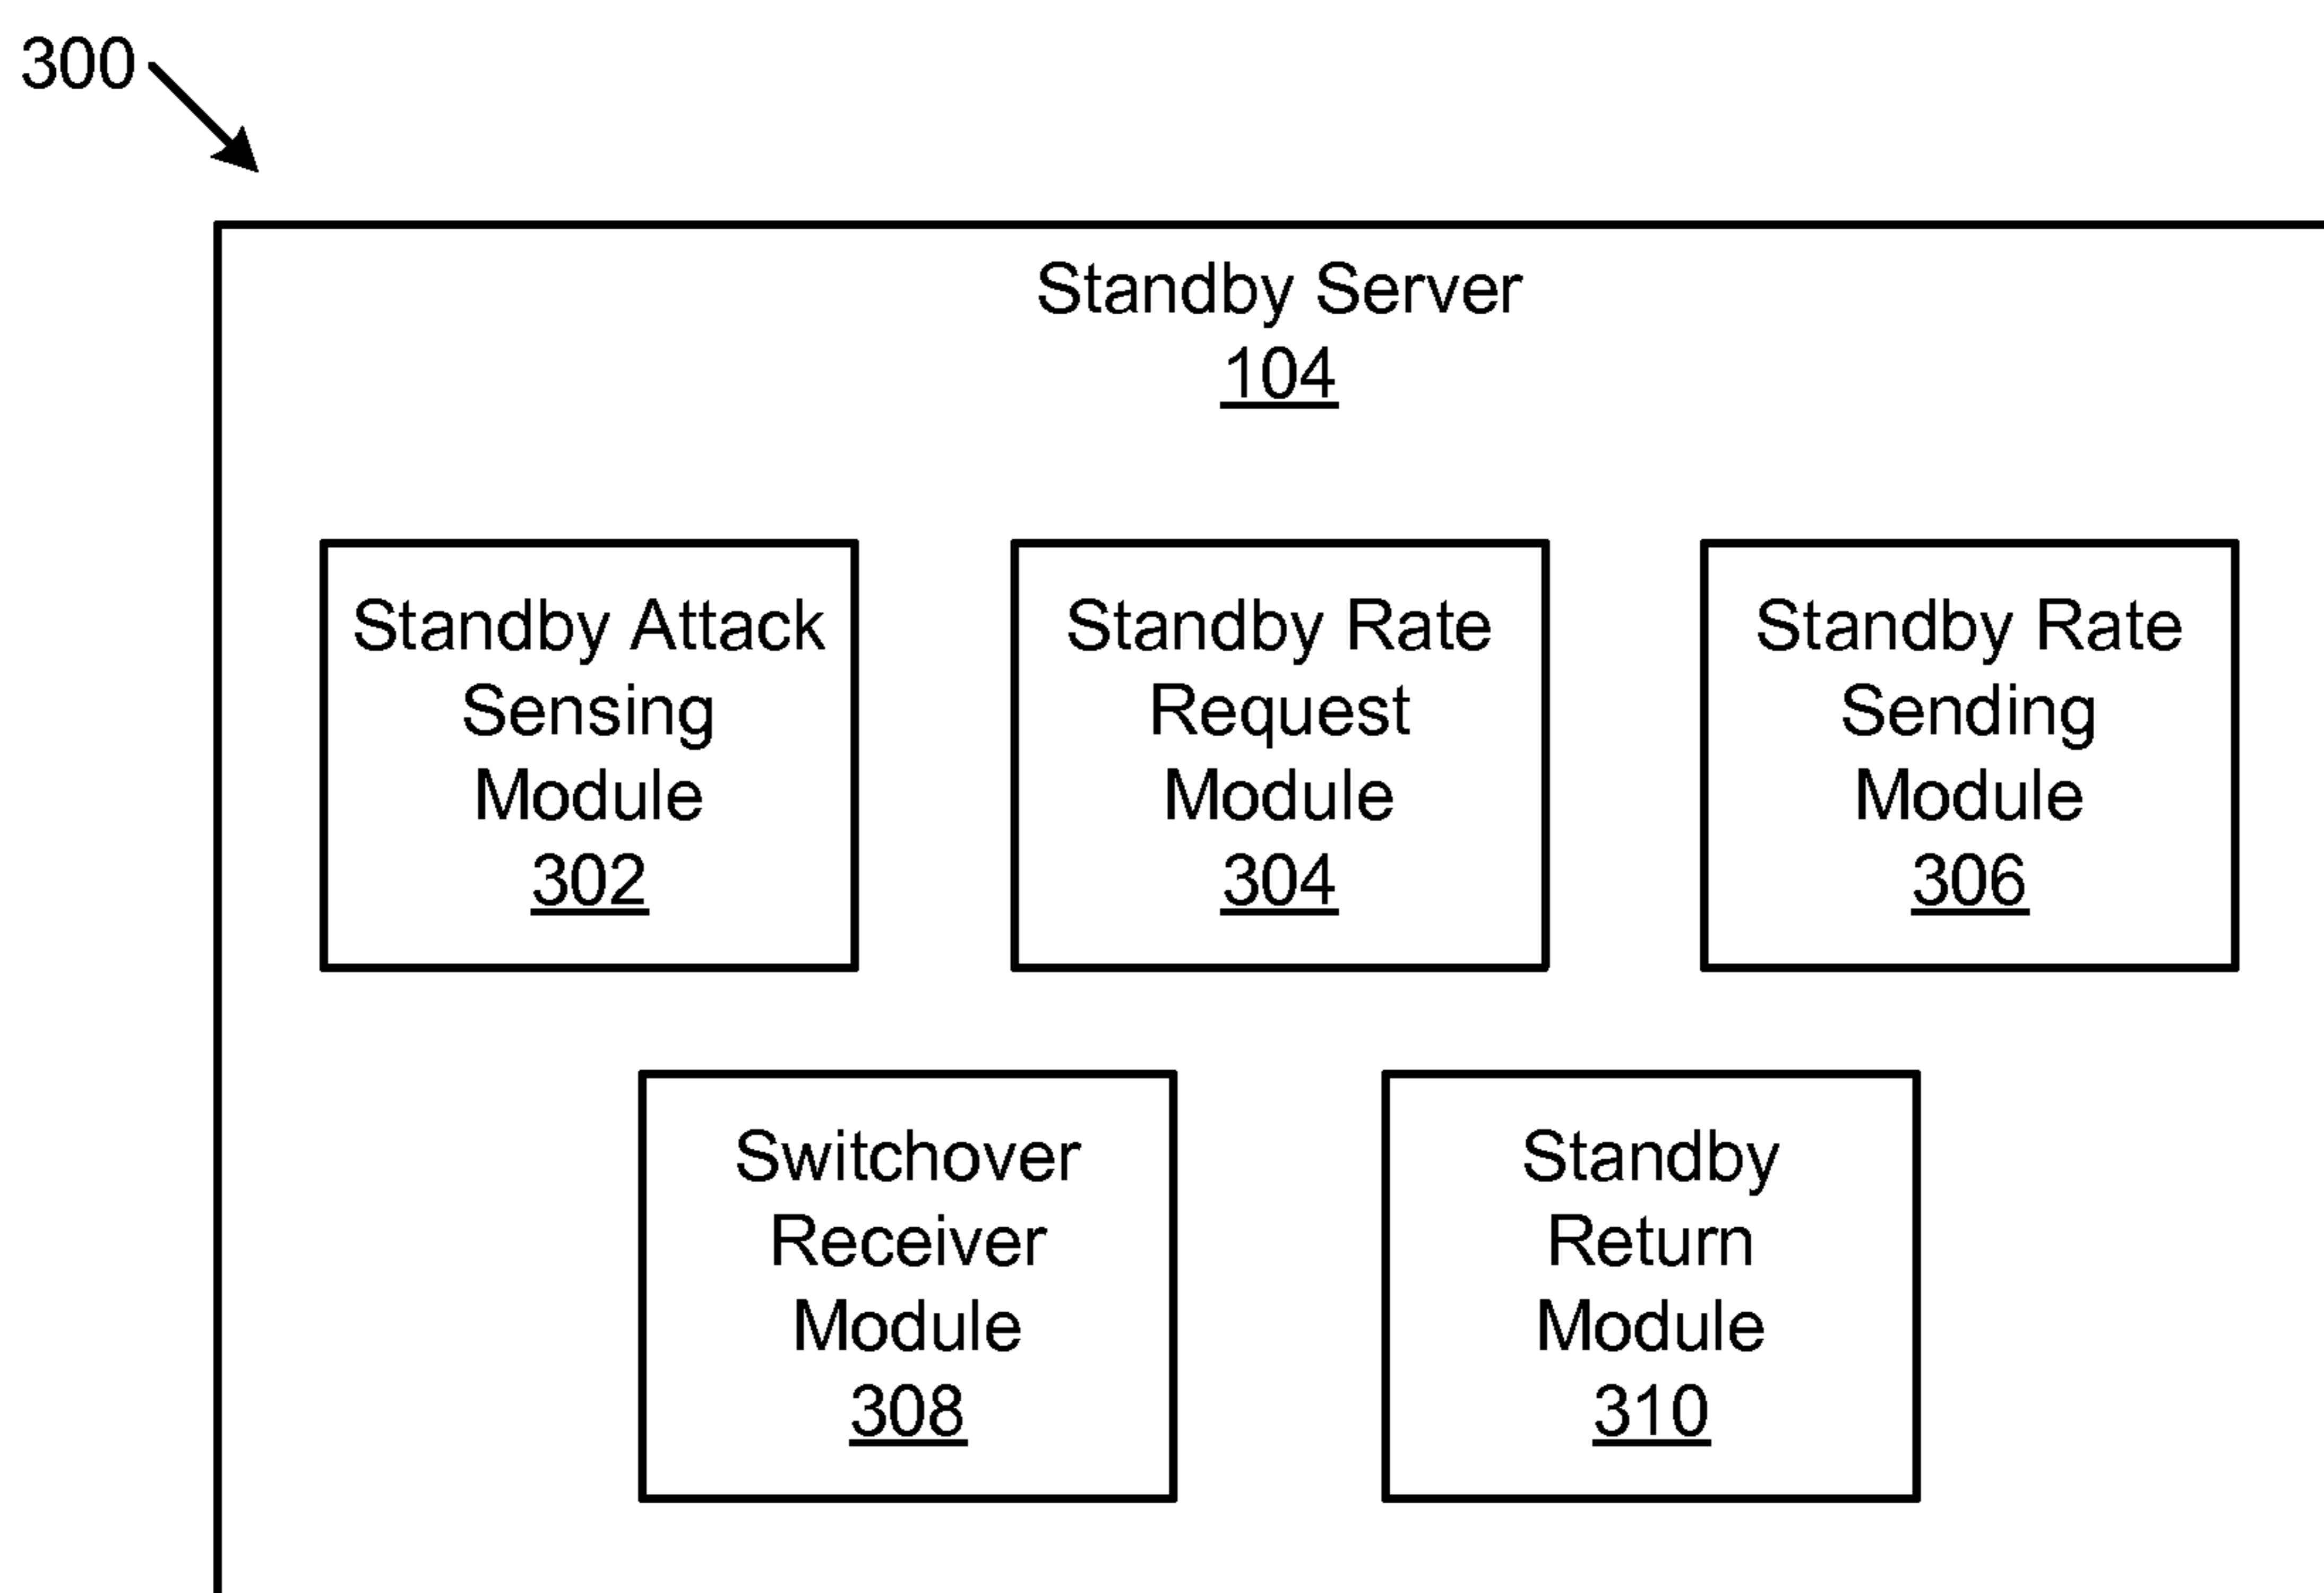 300
Standby Server
104
Standby Attack
Sensing
Module
302
Standby Rate
Request
Module
304
Standby Rate
Sending
Module
306
Switchover
Receiver
Module
308
Standby
Return
Module
310